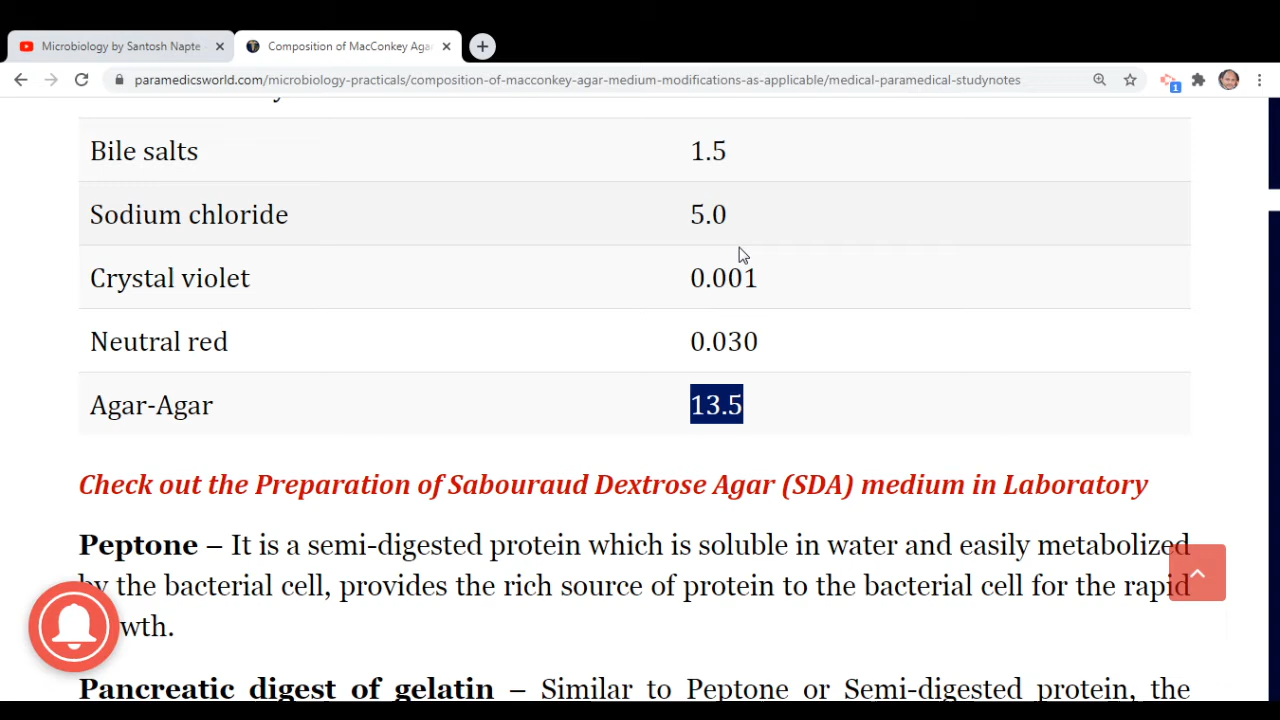 Microbiology by Santosh Napte
Composition of MacConkey Aga
paramedicsworld.com/microbiology-practicals/composition-of-macconkey-agar-medium-modifications-as-applicable/medical-paramedical-studynotes
1
Bile salts 1.5
Sodium chloride 5.0
Crystal violet 0.001
Neutral red 0.030
Agar-Agar 13.5
Check out the Preparation of Sabouraud Dextrose Agar (SDA) medium in Laboratory
Peptone – It is a semi-digested protein which is soluble in water and easily metabolized
by the bacterial cell, provides the rich source of protein to the bacterial cell for the rapid
wth.
Pancreatic digest of gelatin – Similar to Peptone or Semi-digested protein, the